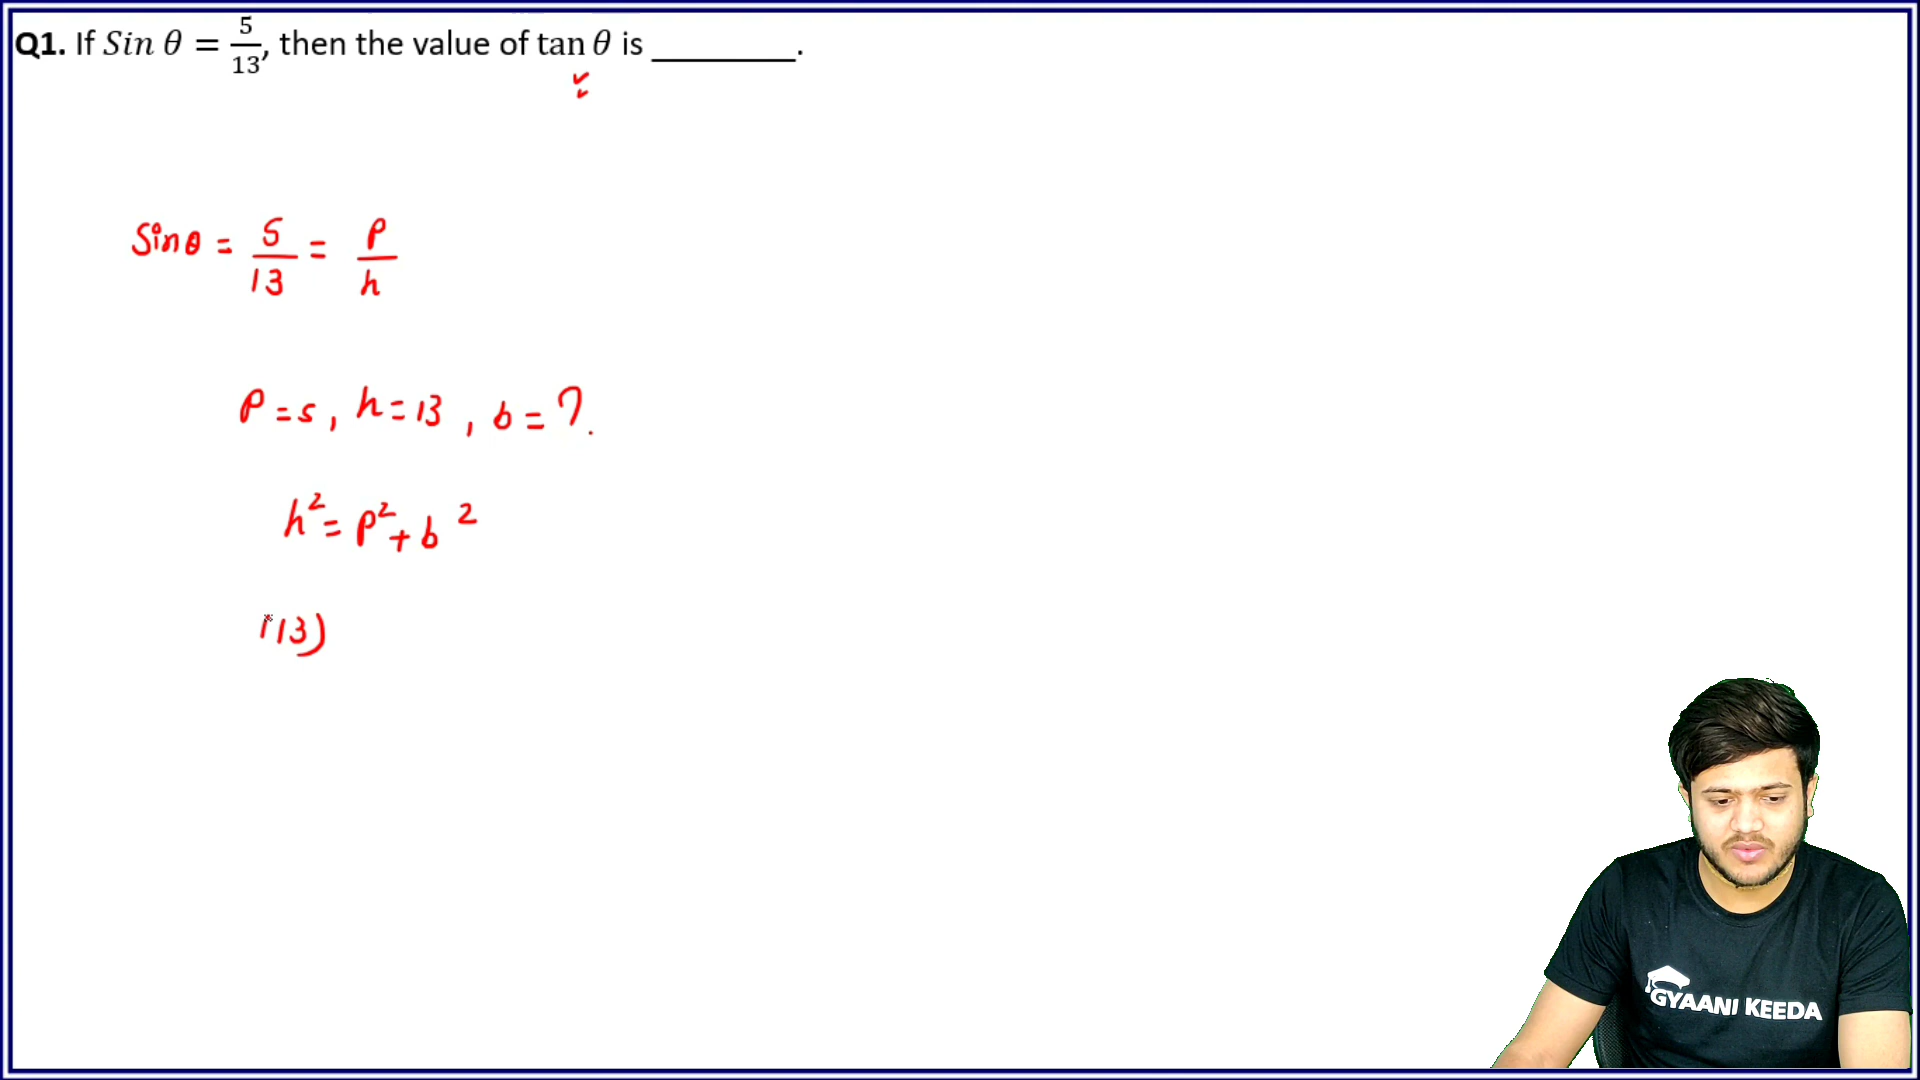 Q1. If Sin θ = 5/13, then the value of tan θ is ________.
Sin θ = 5/13 = P/h
P = 5, h = 13, b = ?
h² = P² + b²
(13)
GYAANI KEEDA